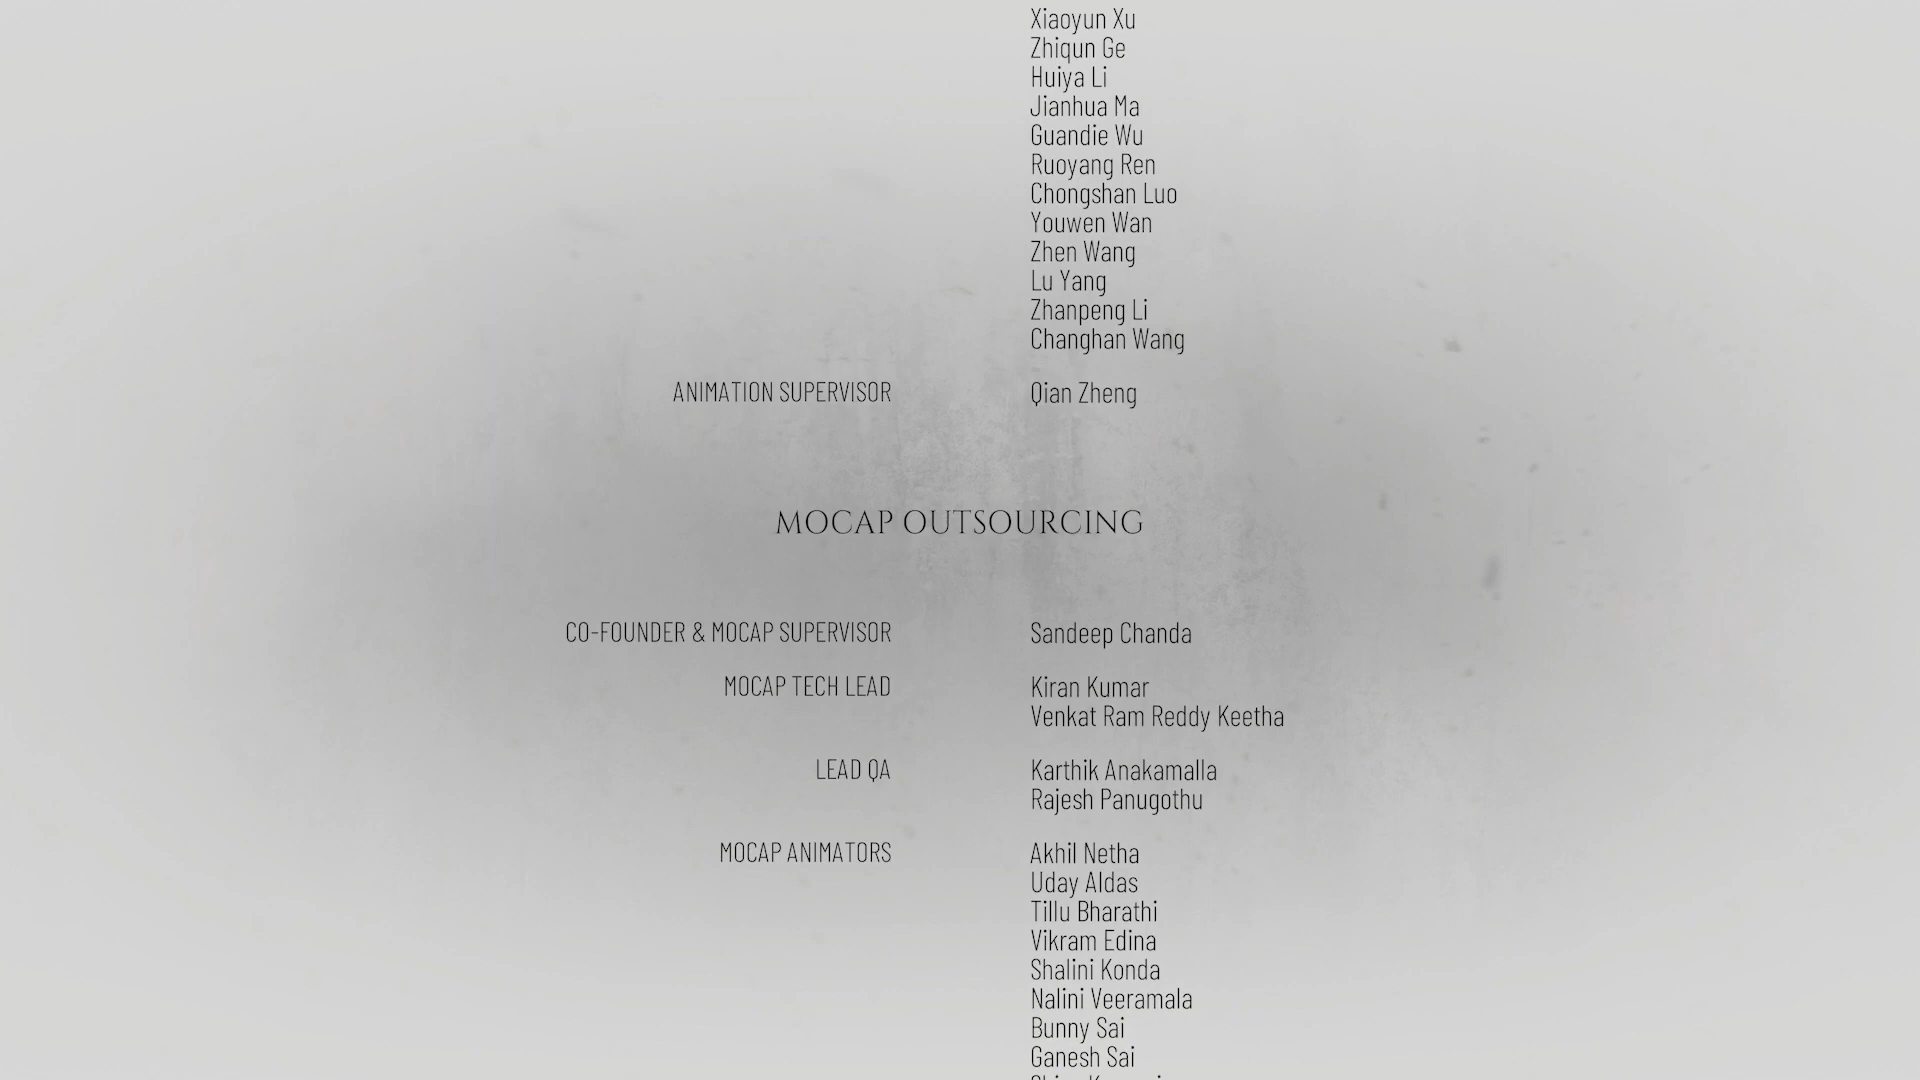 Xiaoyun Xu
Zhiqun Ge
Huiya Li
Jianhua Ma
Guandie Wu
Ruoyang Ren
Chongshan Luo
Youwen Wan
Zhen Wang
Lu Yang
Zhanpeng Li
Changhan Wang
ANIMATION SUPERVISOR Qian Zheng
MOCAP OUTSOURCING
CO-FOUNDER & MOCAP SUPERVISOR Sandeep Chanda
MOCAP TECH LEAD Kiran Kumar
Venkat Ram Reddy Keetha
LEAD QA Karthik Anakamalla
Rajesh Panugothu
MOCAP ANIMATORS Akhil Netha
Uday Aldas
Tillu Bharathi
Vikram Edina
Shalini Konda
Nalini Veeramala
Bunny Sai
Ganesh Sai